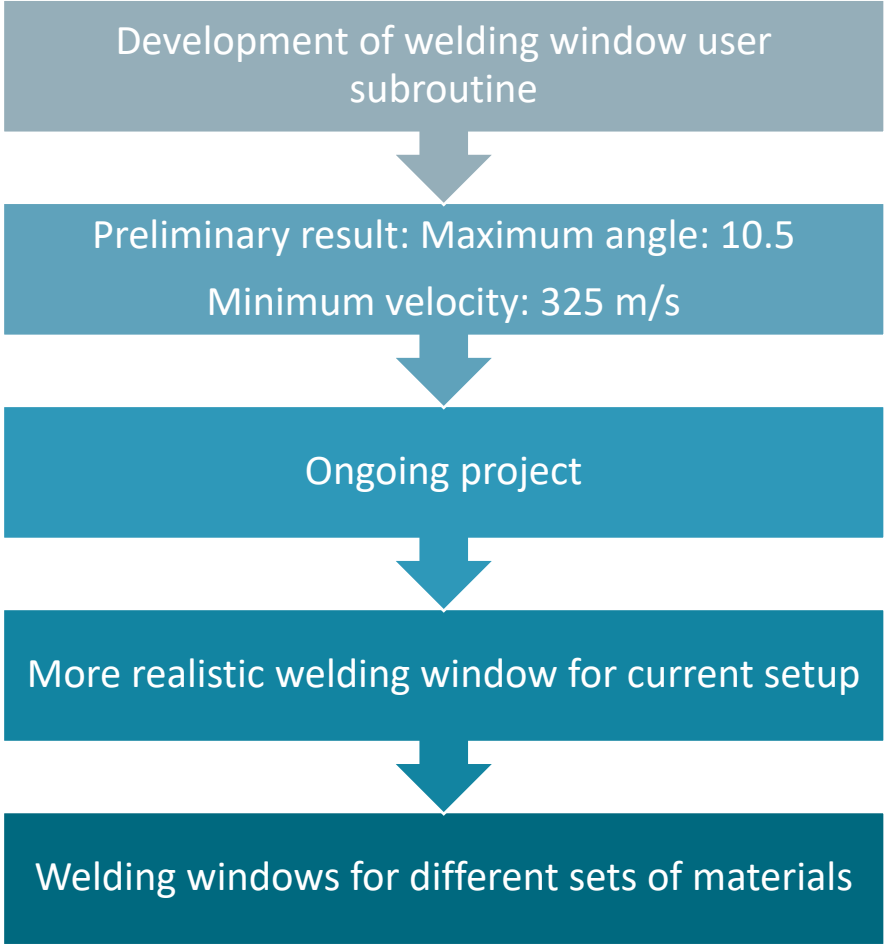 Development of welding window user
subroutine
Preliminary result: Maximum angle: 10.5
Minimum velocity: 325 m/s
Ongoing project
More realistic welding window for current setup
Welding windows for different sets of materials